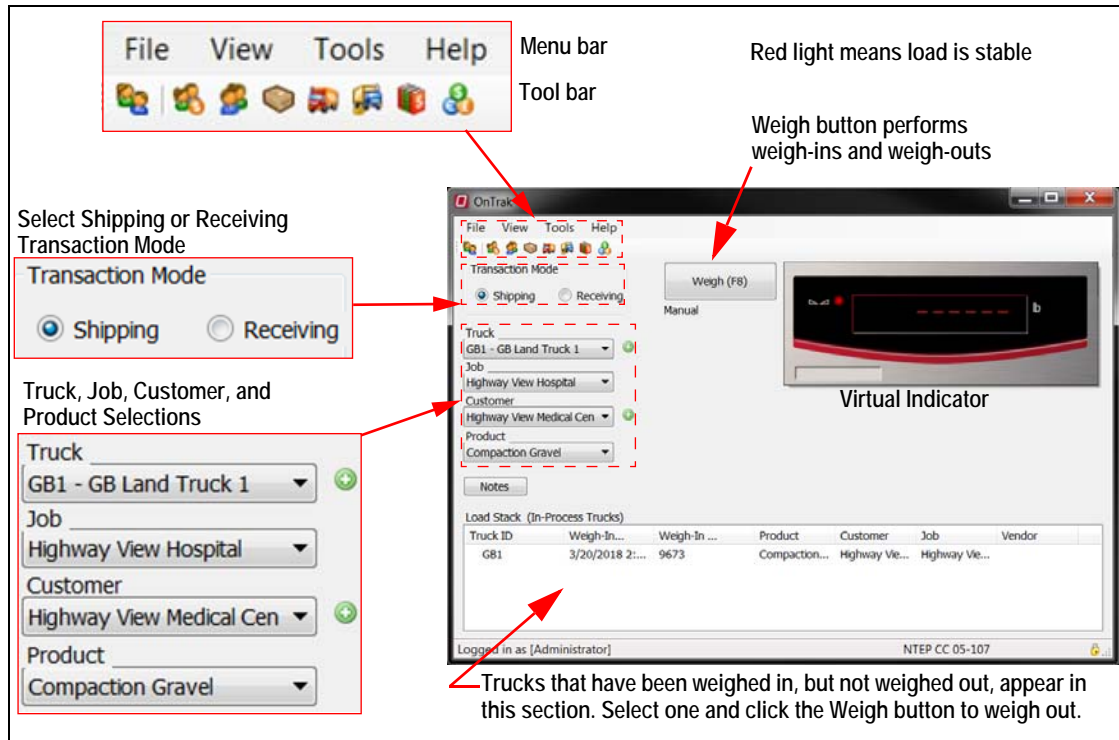 File View Tools Help
Menu bar
Tool bar
Red light means load is stable
Weigh button performs
weigh-ins and weigh-outs
Select Shipping or Receiving
Transaction Mode
Transaction Mode
Shipping Receiving
Truck, Job, Customer, and
Product Selections
Truck
GB1 - GB Land Truck 1
Job
Highway View Hospital
Customer
Highway View Medical Cen
Product
Compaction Gravel
OnTrak
File View Tools Help
Transaction Mode
Shipping Receiving
Weigh (F8)
Manual
Truck
GB1 - GB Land Truck 1
Job
Highway View Hospital
Customer
Highway View Medical Cen
Product
Compaction Gravel
Notes
lb
Virtual Indicator
Load Stack (In-Process Trucks)
Truck ID Weigh-In... Weigh-In ... Product Customer Job Vendor
GB1 3/20/2018 2:... 9673 Compaction... Highway Vie... Highway Vie...
Logged in as [Administrator] NTEP CC 05-107
Trucks that have been weighed in, but not weighed out, appear in
this section. Select one and click the Weigh button to weigh out.